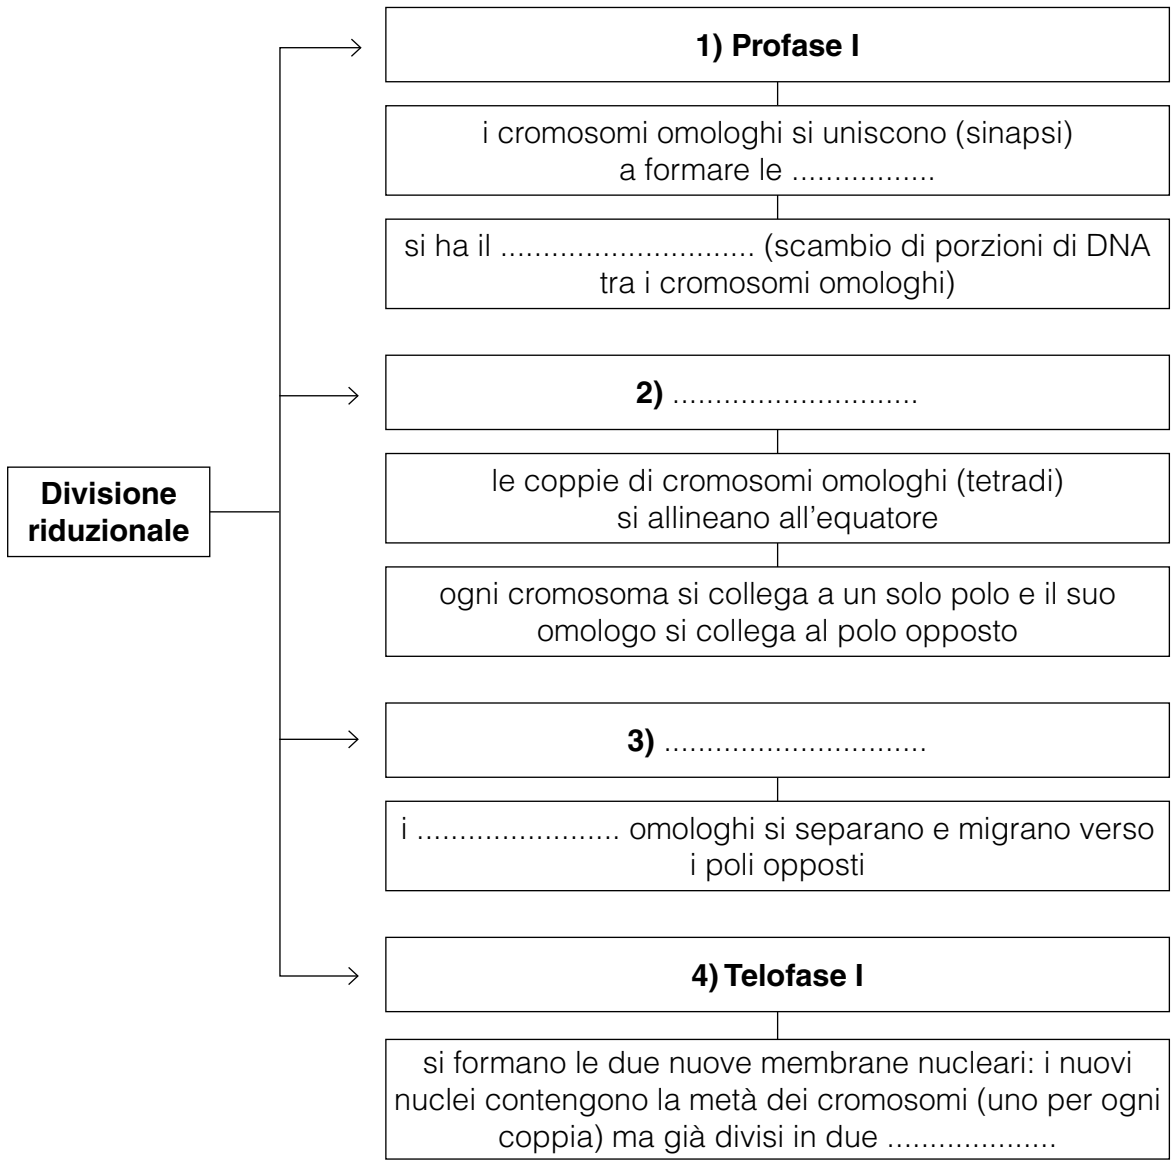 1) Profase I
i cromosomi omologhi si uniscono (sinapsi)
a formare le .................
si ha il .............................. (scambio di porzioni di DNA
tra i cromosomi omologhi)
2) .............................
le coppie di cromosomi omologhi (tetradi)
si allineano all'equatore
ogni cromosoma si collega a un solo polo e il suo
omologo si collega al polo opposto
Divisione
riduzionale
3) ...............................
i ........................ omologhi si separano e migrano verso
i poli opposti
4) Telofase I
si formano le due nuove membrane nucleari: i nuovi
nuclei contengono la metà dei cromosomi (uno per ogni
coppia) ma già divisi in due ....................